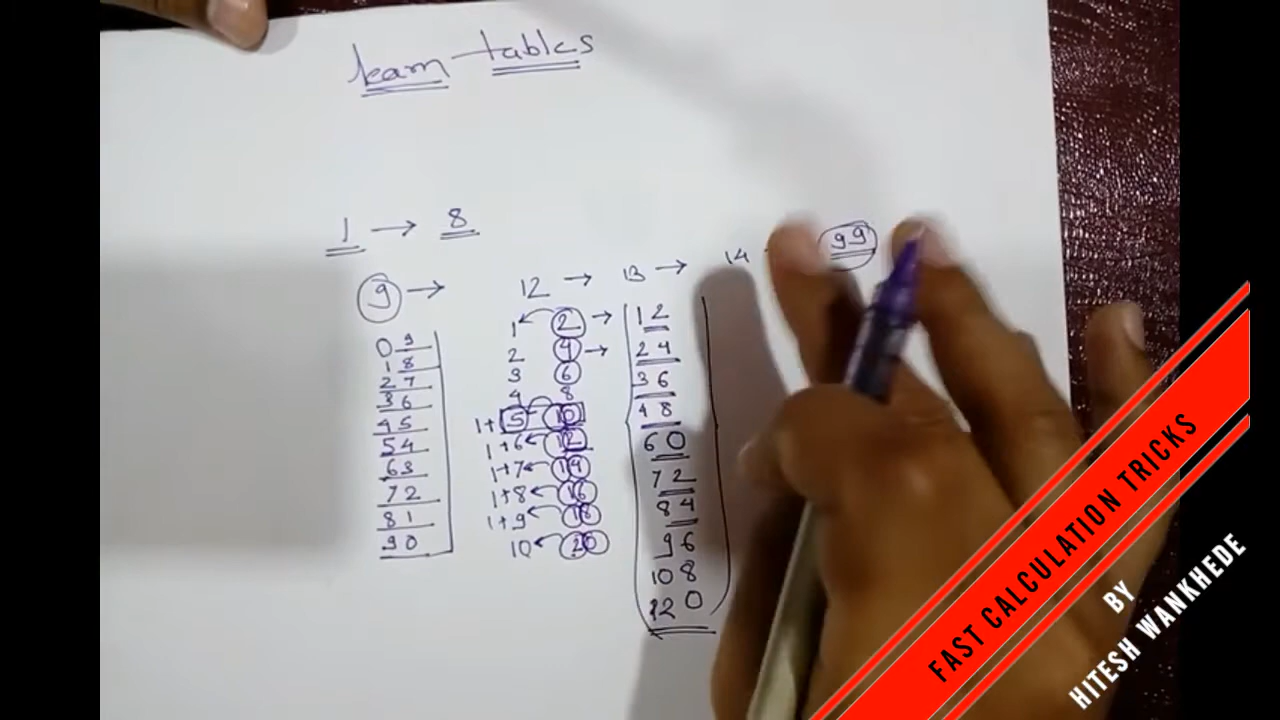 learn tables
1 → 8
9 → 12 → 13 → 14 99
09
18
27
36
45
54
63
72
81
90
1 2 → 12
2 4 → 24
3 6 36
4 8 48
1+5 10 60
1+6 12 72
1+7 14 84
1+8 16 96
1+9 18 108
10 20 120
FAST CALCULATION TRICKS
BY
HITESH WANKHEDE